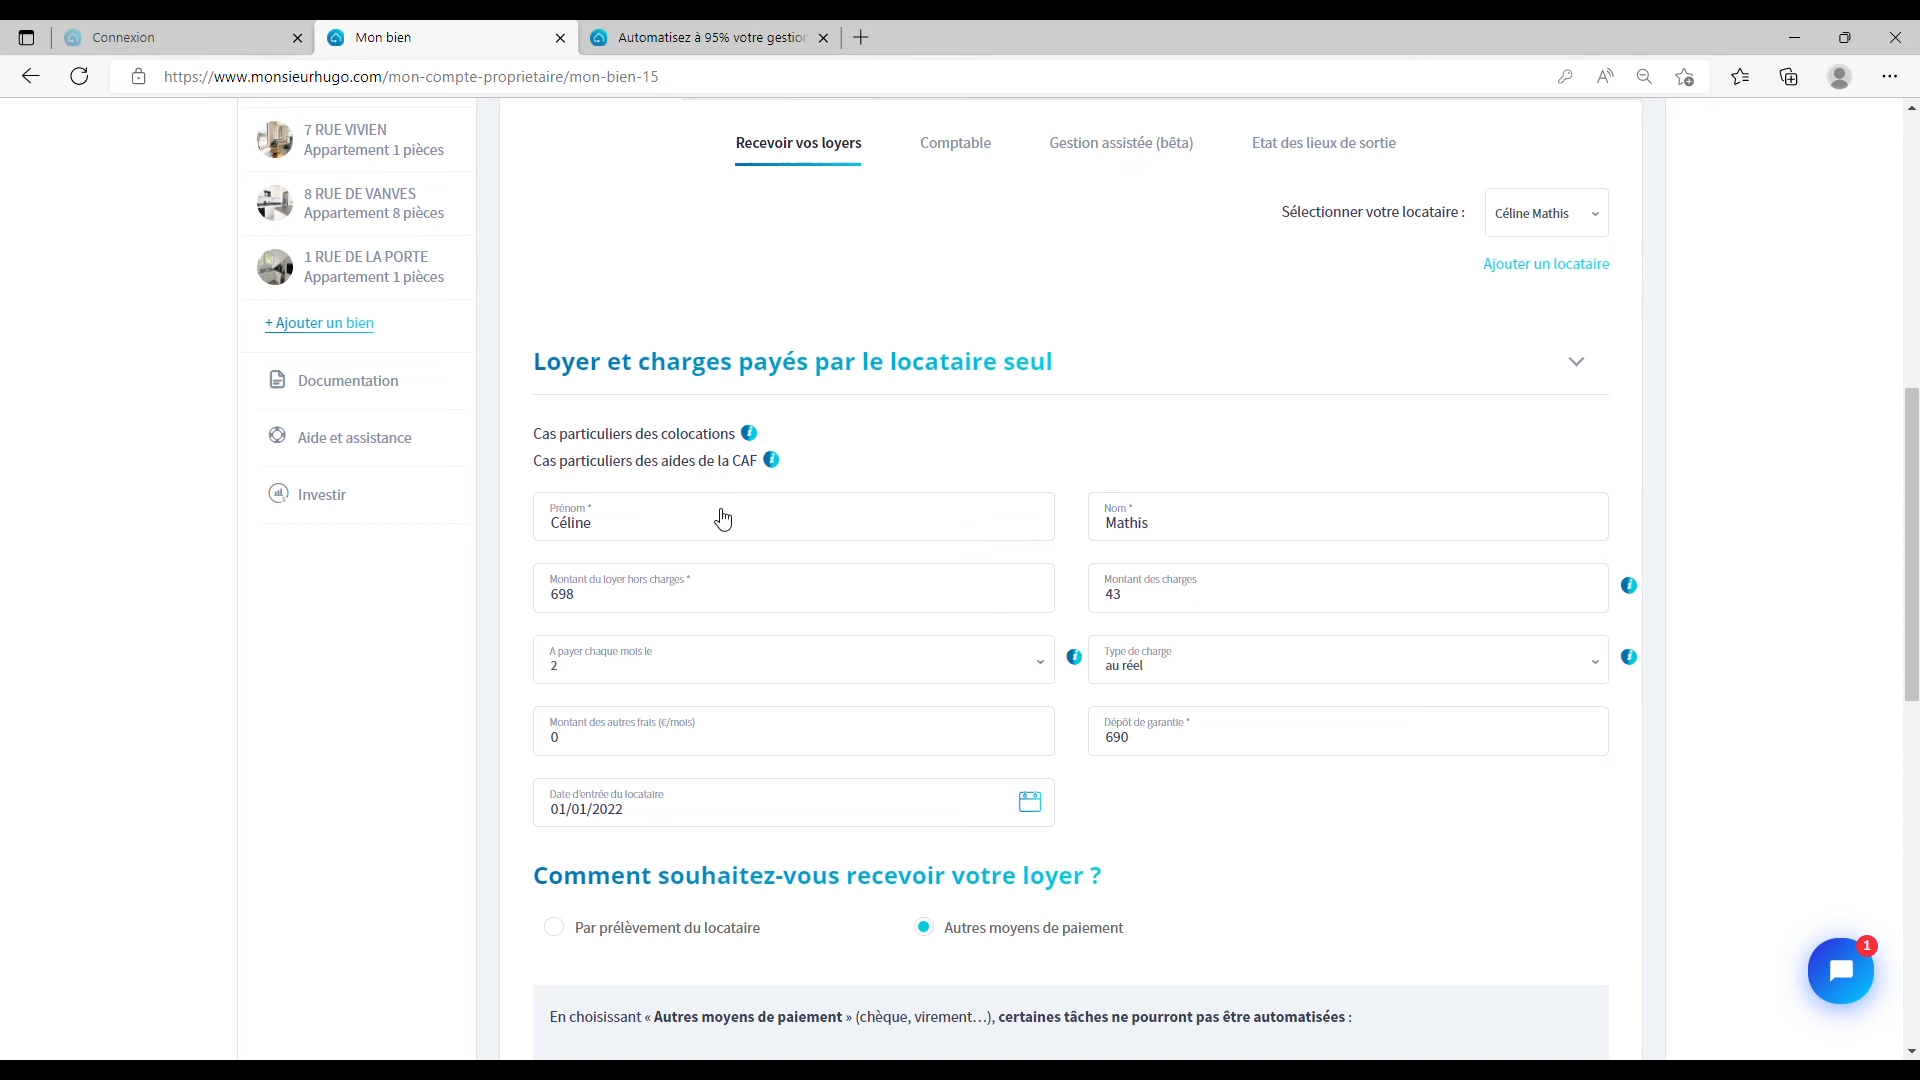 Connexion
Mon bien
Automatisez à 95% votre gestion
https://www.monsieurhugo.com/mon-compte-proprietaire/mon-bien-15
7 RUE VIVIEN
Appartement 1 pièces
8 RUE DE VANVES
Appartement 8 pièces
1 RUE DE LA PORTE
Appartement 1 pièces
+ Ajouter un bien
Documentation
Aide et assistance
Investir
Recevoir vos loyers
Comptable
Gestion assistée (bêta)
Etat des lieux de sortie
Sélectionner votre locataire :
Céline Mathis
Ajouter un locataire
Loyer et charges payés par le locataire seul
Cas particuliers des colocations
Cas particuliers des aides de la CAF
Prénom *
Céline
Nom *
Mathis
Montant du loyer hors charges *
698
Montant des charges
43
A payer chaque mois le
2
Type de charge
au réel
Montant des autres frais (€/mois)
0
Dépôt de garantie *
690
Date d'entrée du locataire
01/01/2022
Comment souhaitez-vous recevoir votre loyer ?
Par prélèvement du locataire
Autres moyens de paiement
En choisissant « Autres moyens de paiement » (chèque, virement…), certaines tâches ne pourront pas être automatisées :
1